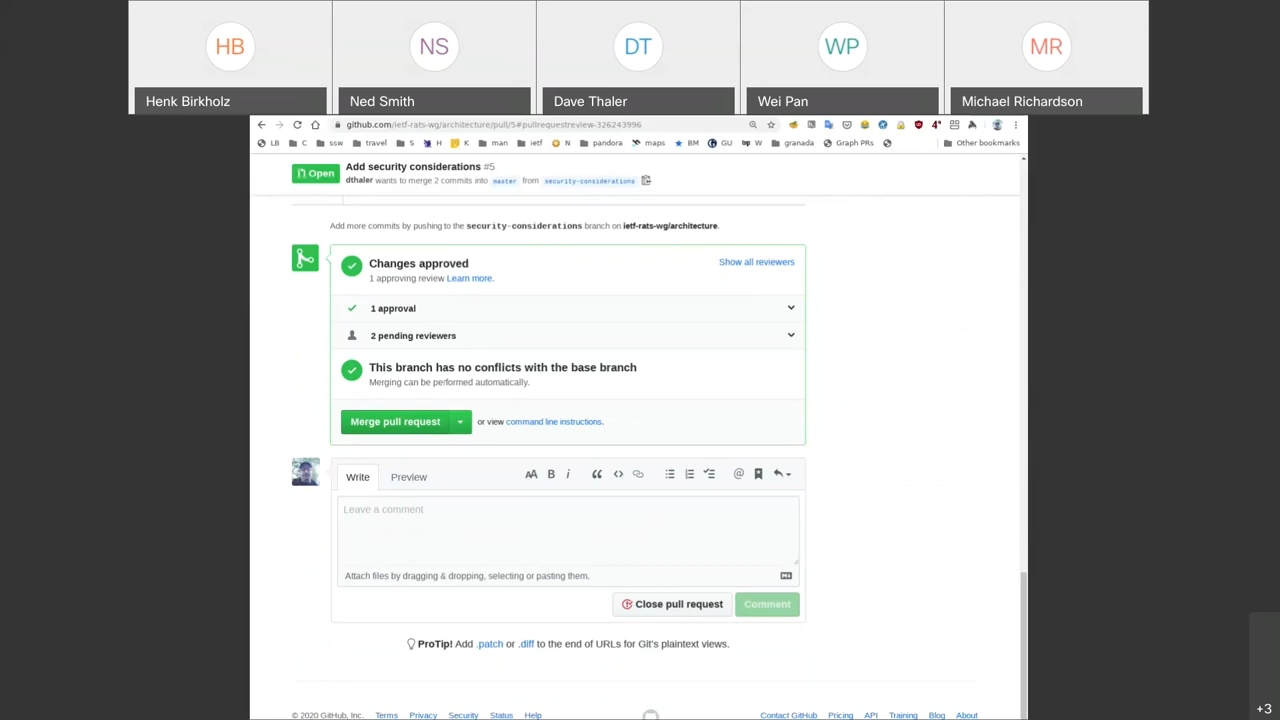 HB NS DT WP MR
Henk Birkholz Ned Smith Dave Thaler Wei Pan Michael Richardson
github.com/ietf-rats-wg/architecture/pull/5#pullrequestreview-326243996
LB C ssw travel S H K man ietf N pandora maps BM GU W granada Graph PRs Other bookmarks
Open Add security considerations #5
dthaler wants to merge 2 commits into master from security-considerations
Add more commits by pushing to the security-considerations branch on ietf-rats-wg/architecture.
Changes approved Show all reviewers
1 approving review Learn more.
1 approval
2 pending reviewers
This branch has no conflicts with the base branch
Merging can be performed automatically.
Merge pull request or view command line instructions.
Write Preview
Leave a comment
Attach files by dragging & dropping, selecting or pasting them.
Close pull request Comment
ProTip! Add .patch or .diff to the end of URLs for Git's plaintext views.
© 2020 GitHub, Inc. Terms Privacy Security Status Help Contact GitHub Pricing API Training Blog About
+3